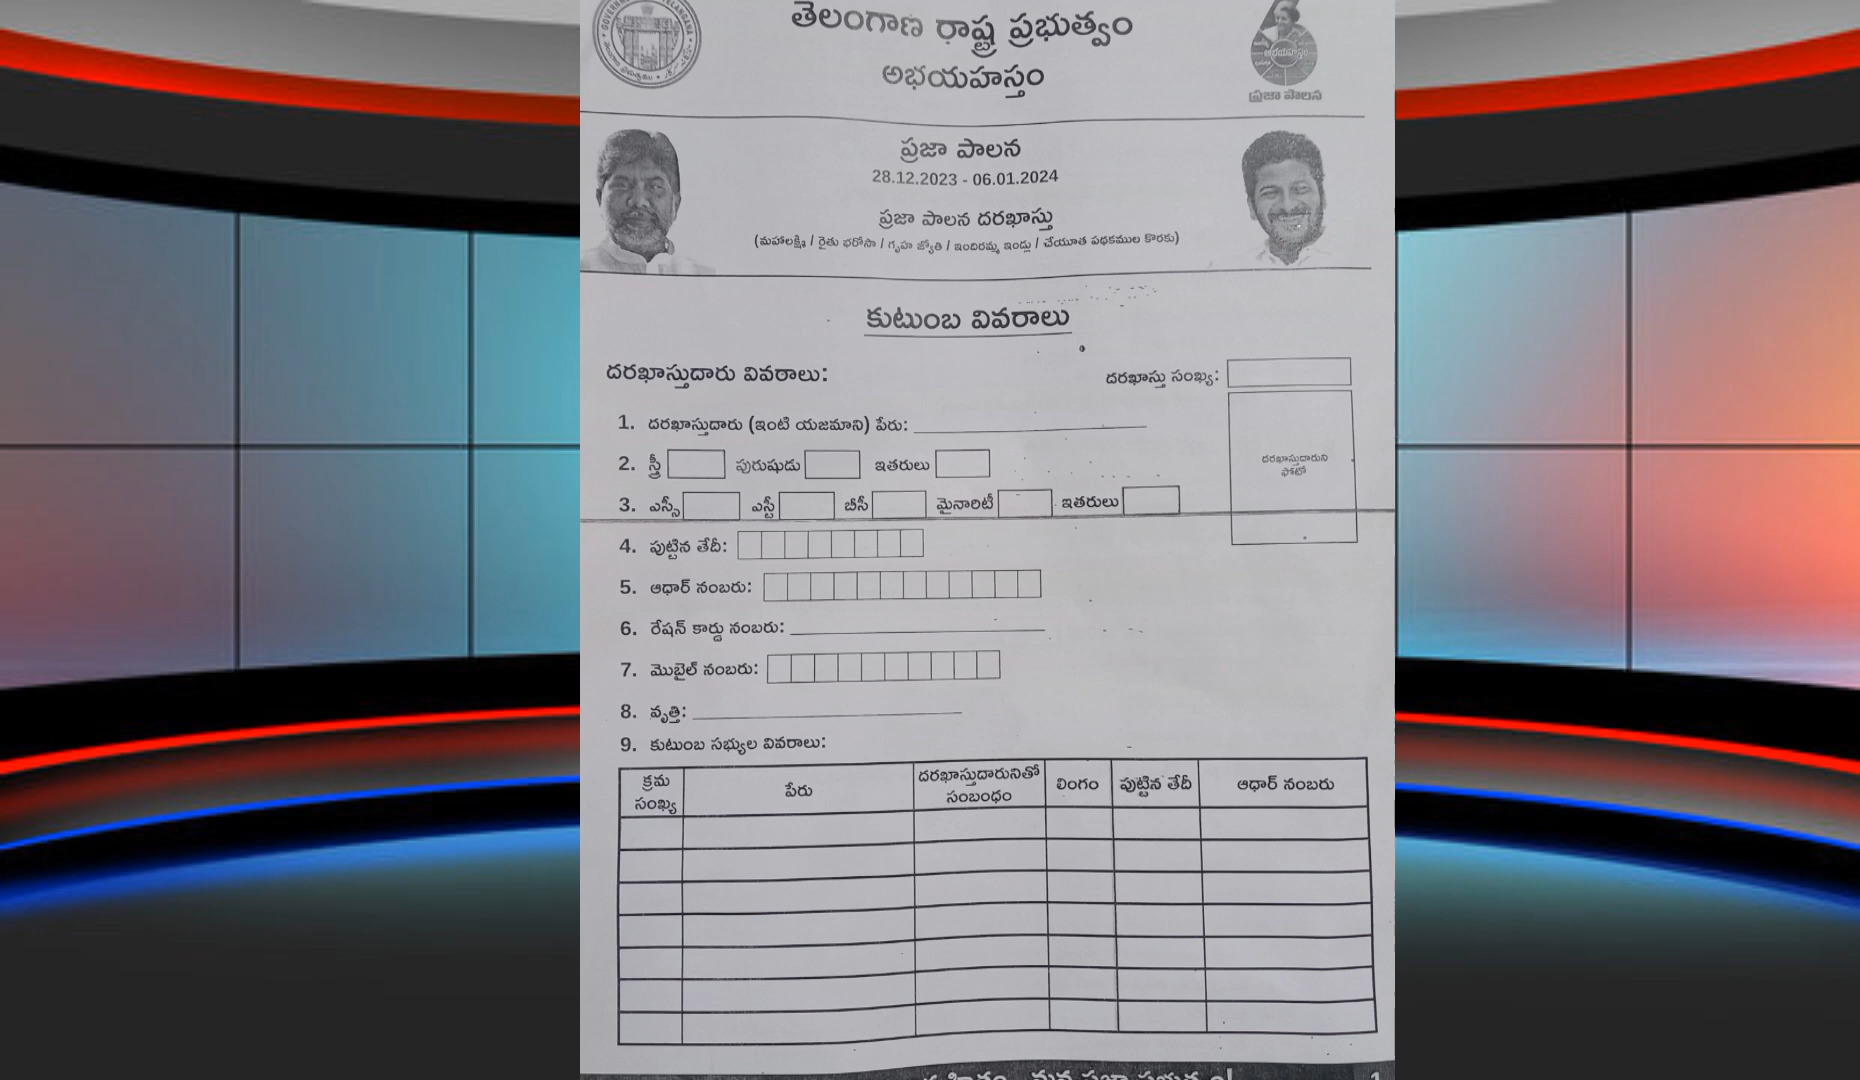 తెలంగాణ రాష్ట్ర ప్రభుత్వం
అభయహస్తం
ప్రజా పాలన
ప్రజా పాలన
28.12.2023 - 06.01.2024
ప్రజా పాలన దరఖాస్తు
(మహాలక్ష్మి / రైతు భరోసా / గృహ జ్యోతి / ఇందిరమ్మ ఇండ్లు / చేయూత పథకముల కొరకు)
కుటుంబ వివరాలు
దరఖాస్తుదారు వివరాలు:
దరఖాస్తు సంఖ్య:
1. దరఖాస్తుదారు (ఇంటి యజమాని) పేరు:
దరఖాస్తుదారుని
ఫోటో
2. స్త్రీ పురుషుడు ఇతరులు
3. ఎస్సీ ఎస్టీ బీసీ మైనారిటీ ఇతరులు
4. పుట్టిన తేదీ:
5. ఆధార్ నంబరు:
6. రేషన్ కార్డు నంబరు:
7. మొబైల్ నంబరు:
8. వృత్తి:
9. కుటుంబ సభ్యుల వివరాలు:
క్రమ సంఖ్య పేరు దరఖాస్తుదారునితో సంబంధం లింగం పుట్టిన తేదీ ఆధార్ నంబరు